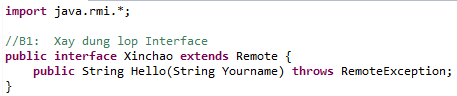 import java.rmi.*;
//B1:  Xay dung lop Interface
public interface Xinchao extends Remote {
    public String Hello(String Yourname) throws RemoteException;
}